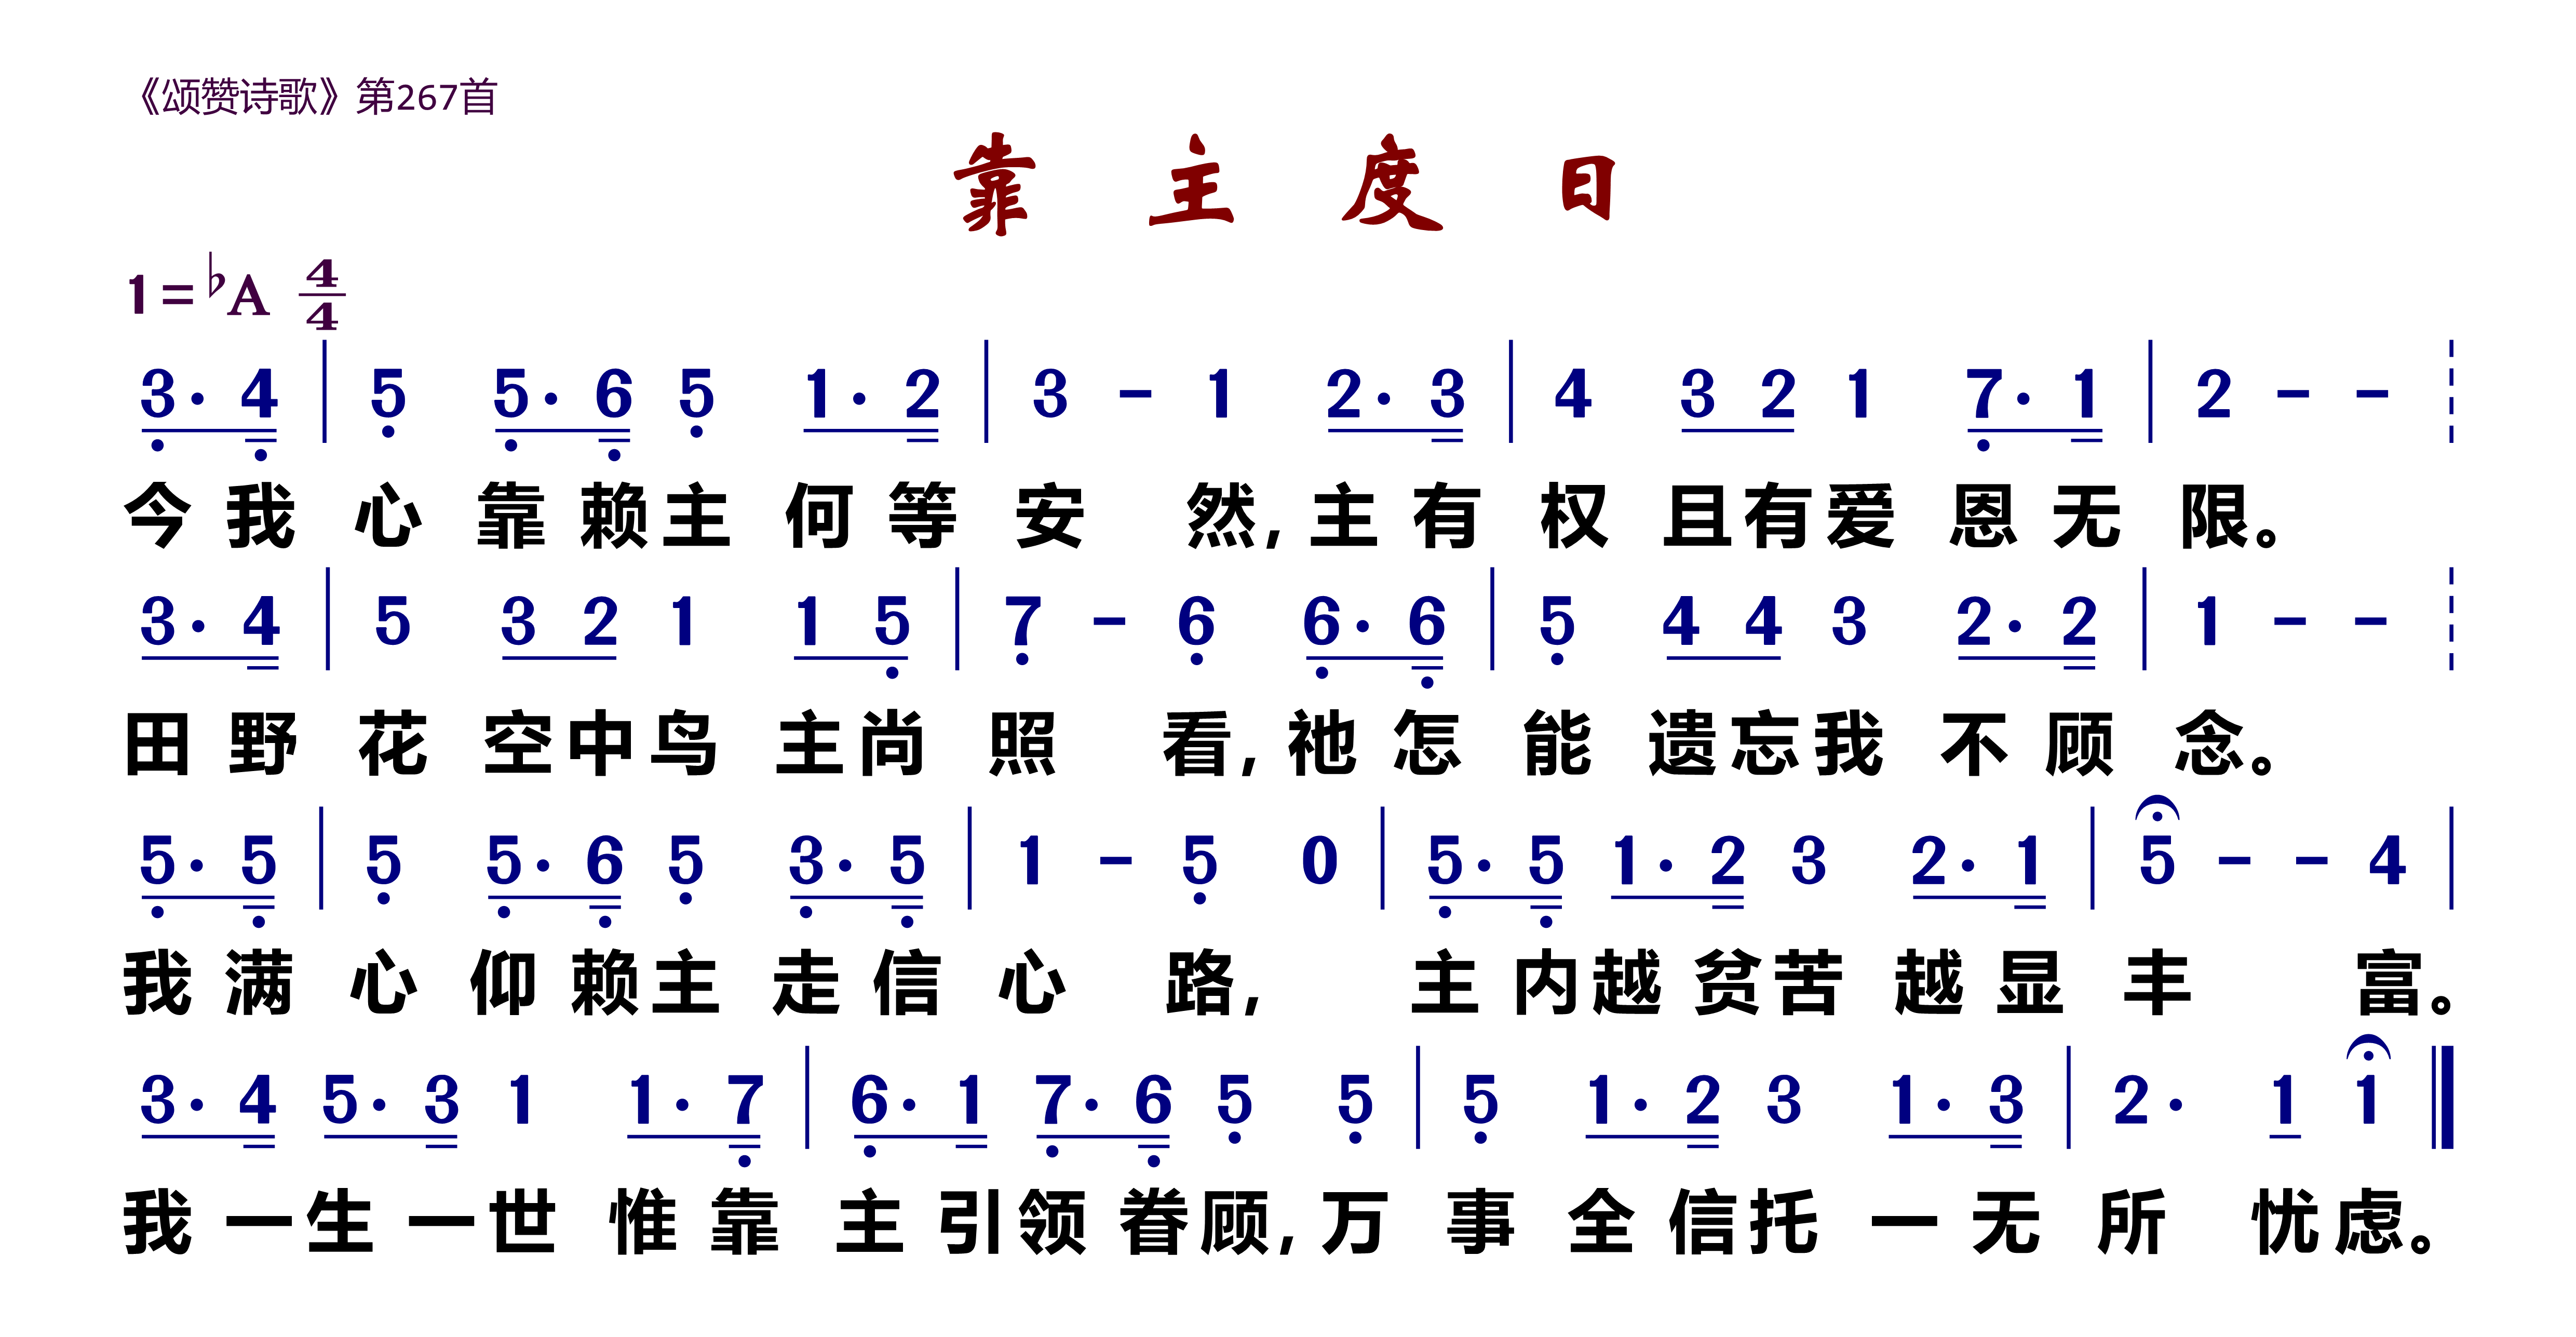 《颂赞诗歌》第267首
靠 主 度 日
1=♭A 4/4
3· 4 | 5 5· 6 5 1· 2 | 3 - 1 2· 3 | 4 3 2 1 7· 1 | 2 - -
今 我 心 靠 赖 主 何 等 安 然, 主 有 权 且 有 爱 恩 无 限。
3· 4 | 5 3 2 1 1 5 | 7 - 6 6· 6 | 5 4 4 3 2· 2 | 1 - -
田 野 花 空 中 鸟 主 尚 照 看, 祂 怎 能 遗 忘 我 不 顾 念。
5· 5 | 5 5· 6 5 3· 5 | 1 - 5 0 | 5· 5 1· 2 3 2· 1 | 5 - - 4 |
我 满 心 仰 赖 主 走 信 心 路, 主 内 越 贫 苦 越 显 丰 富。
3· 4 5· 3 1 1· 7 | 6· 1 7· 6 5 5 | 5 1· 2 3 1· 3 | 2· 1 1 ‖
我 一 生 一 世 惟 靠 主 引 领 眷 顾, 万 事 全 信 托 一 无 所 忧 虑。